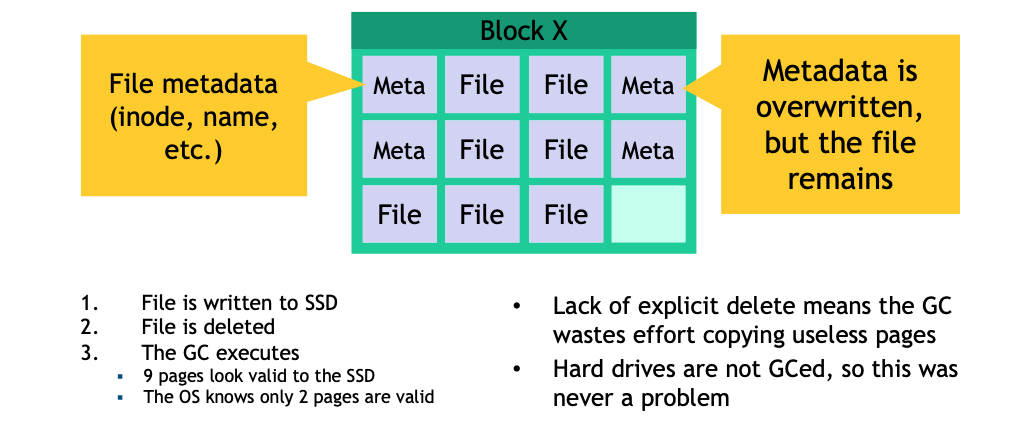 Block X
File metadata
(inode, name,
etc.)
Meta File File Meta
Meta File File Meta
File File File
Metadata is
overwritten,
but the file
remains
1. File is written to SSD
2. File is deleted
3. The GC executes
▪ 9 pages look valid to the SSD
▪ The OS knows only 2 pages are valid
• Lack of explicit delete means the GC
wastes effort copying useless pages
• Hard drives are not GCed, so this was
never a problem